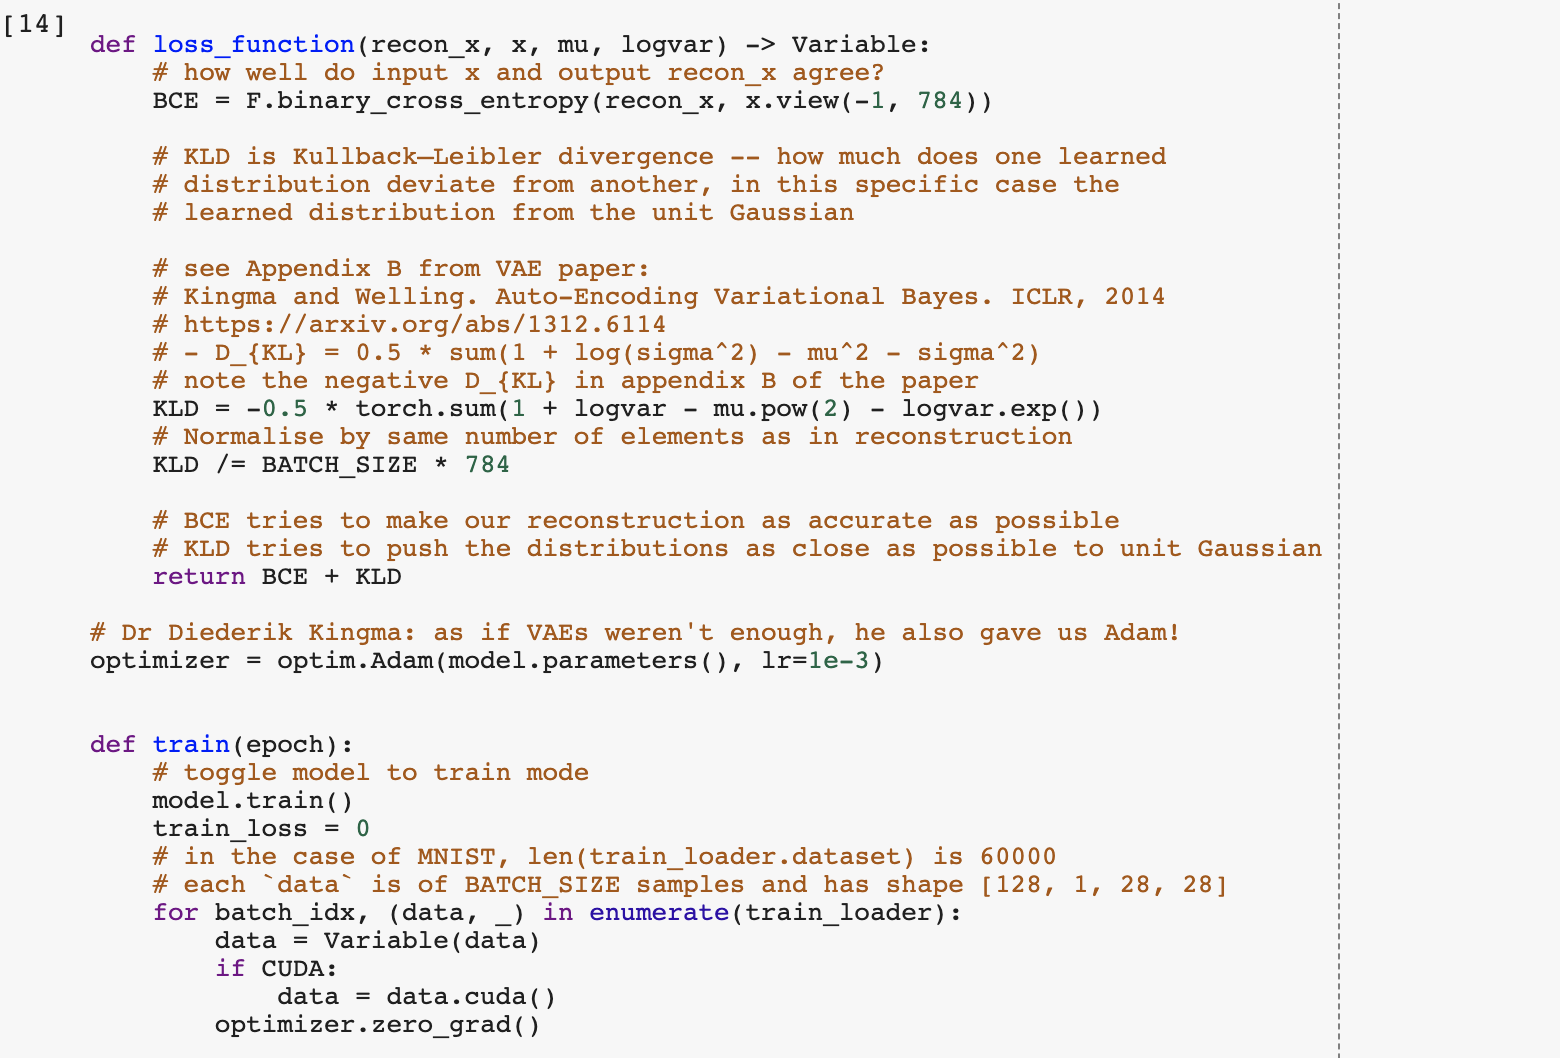 [14]
def loss_function(recon_x, x, mu, logvar) -> Variable:
    # how well do input x and output recon_x agree?
    BCE = F.binary_cross_entropy(recon_x, x.view(-1, 784))

    # KLD is Kullback–Leibler divergence -- how much does one learned
    # distribution deviate from another, in this specific case the
    # learned distribution from the unit Gaussian

    # see Appendix B from VAE paper:
    # Kingma and Welling. Auto-Encoding Variational Bayes. ICLR, 2014
    # https://arxiv.org/abs/1312.6114
    # - D_{KL} = 0.5 * sum(1 + log(sigma^2) - mu^2 - sigma^2)
    # note the negative D_{KL} in appendix B of the paper
    KLD = -0.5 * torch.sum(1 + logvar - mu.pow(2) - logvar.exp())
    # Normalise by same number of elements as in reconstruction
    KLD /= BATCH_SIZE * 784

    # BCE tries to make our reconstruction as accurate as possible
    # KLD tries to push the distributions as close as possible to unit Gaussian
    return BCE + KLD

# Dr Diederik Kingma: as if VAEs weren't enough, he also gave us Adam!
optimizer = optim.Adam(model.parameters(), lr=1e-3)


def train(epoch):
    # toggle model to train mode
    model.train()
    train_loss = 0
    # in the case of MNIST, len(train_loader.dataset) is 60000
    # each `data` is of BATCH_SIZE samples and has shape [128, 1, 28, 28]
    for batch_idx, (data, _) in enumerate(train_loader):
        data = Variable(data)
        if CUDA:
            data = data.cuda()
        optimizer.zero_grad()